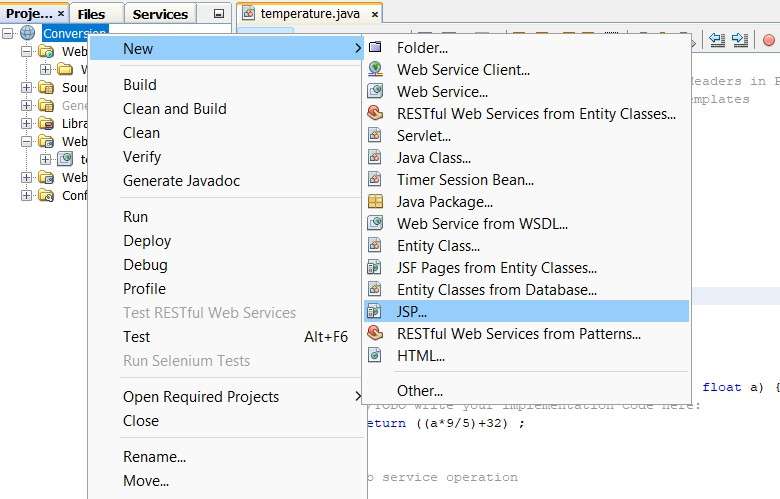 Proje... × Files Services
temperature.java ×
Conversion
Web
W
Sour
Gene
Libra
Web
te
Web
Conf
New
Build
Clean and Build
Clean
Verify
Generate Javadoc
Run
Deploy
Debug
Profile
Test RESTful Web Services
Test Alt+F6
Run Selenium Tests
Open Required Projects
Close
Rename...
Move...
Folder...
Web Service Client...
Web Service...
RESTful Web Services from Entity Classes...
Servlet...
Java Class...
Timer Session Bean...
Java Package...
Web Service from WSDL...
Entity Class...
JSF Pages from Entity Classes...
Entity Classes from Database...
JSP...
RESTful Web Services from Patterns...
HTML...
Other...
Headers in P
emplates
float a) {
/TODO write your implementation code here:
eturn ((a*9/5)+32) ;
b service operation